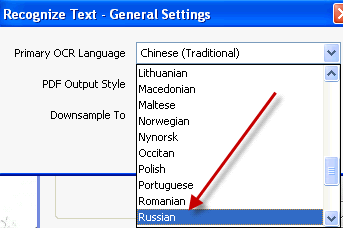 Recognize Text - General Settings
Primary OCR Language Chinese (Traditional)
Lithuanian
Macedonian
PDF Output Style Maltese
Norwegian
Downsample To Nynorsk
Occitan
Polish
Portuguese
Romanian
Russian